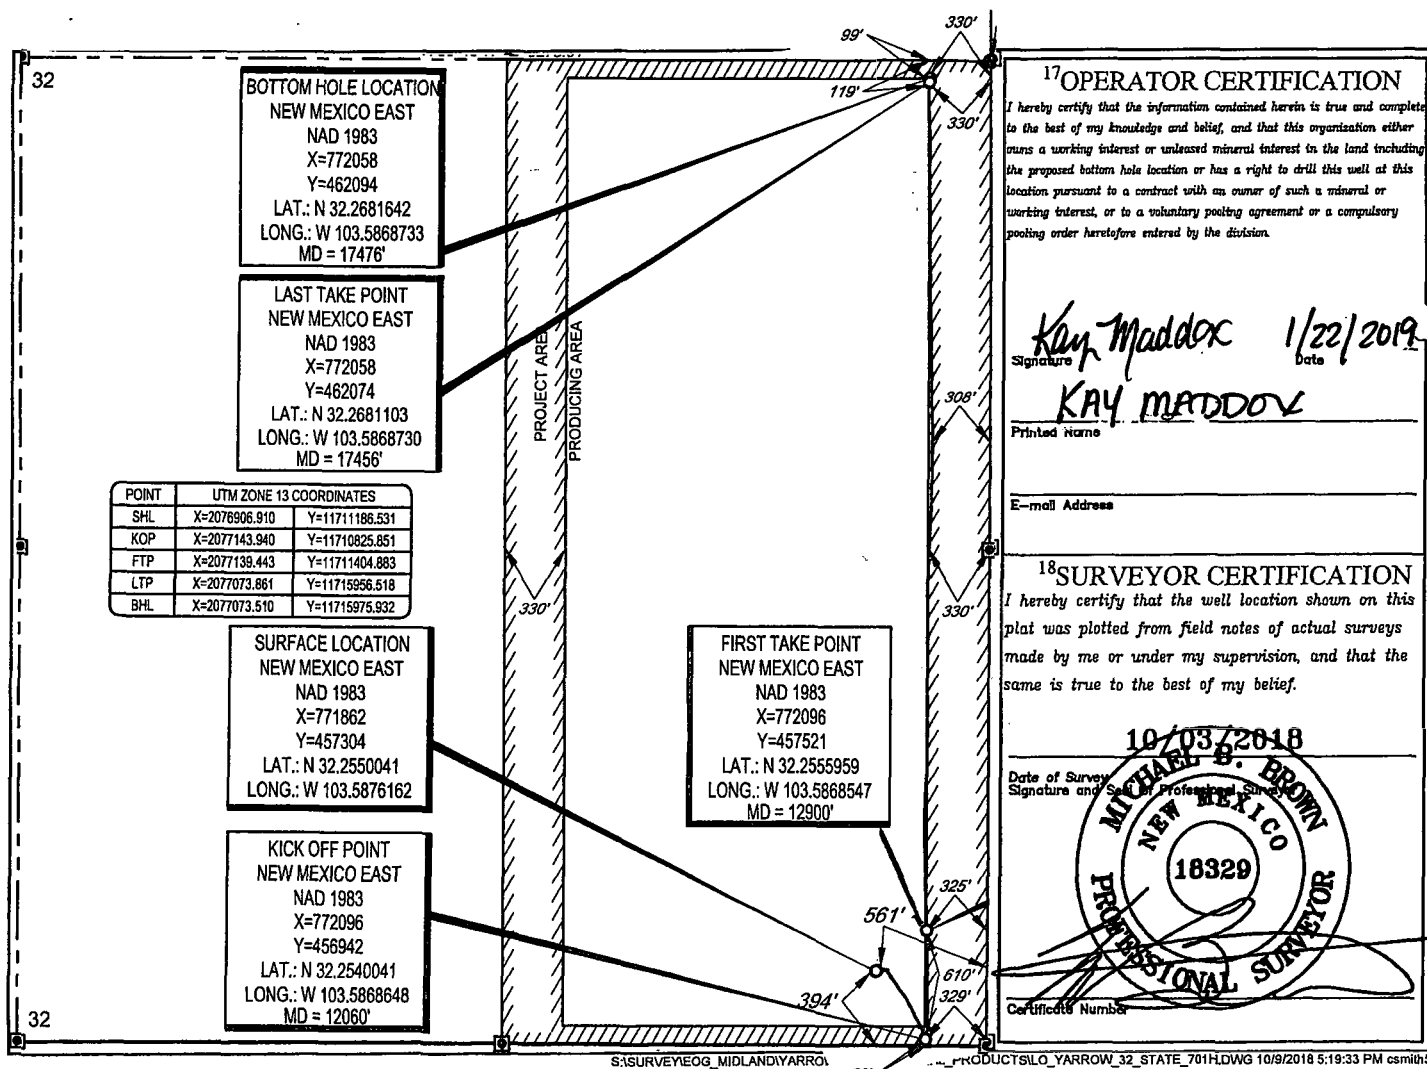 99'
330'
32
119'
330'
BOTTOM HOLE LOCATION
NEW MEXICO EAST
NAD 1983
X=772058
Y=462094
LAT.: N 32.2681642
LONG.: W 103.5868733
MD = 17476'
LAST TAKE POINT
NEW MEXICO EAST
NAD 1983
X=772058
Y=462074
LAT.: N 32.2681103
LONG.: W 103.5868730
MD = 17456'
PROJECT AREA
PRODUCING AREA
308'
POINT UTM ZONE 13 COORDINATES
SHL X=2076906.910 Y=11711186.531
KOP X=2077143.940 Y=11710825.851
FTP X=2077139.443 Y=11711404.883
LTP X=2077073.861 Y=11715956.518
BHL X=2077073.510 Y=11715975.932
330'
330'
SURFACE LOCATION
NEW MEXICO EAST
NAD 1983
X=771862
Y=457304
LAT.: N 32.2550041
LONG.: W 103.5876162
FIRST TAKE POINT
NEW MEXICO EAST
NAD 1983
X=772096
Y=457521
LAT.: N 32.2555959
LONG.: W 103.5868547
MD = 12900'
KICK OFF POINT
NEW MEXICO EAST
NAD 1983
X=772096
Y=456942
LAT.: N 32.2540041
LONG.: W 103.5868648
MD = 12060'
325'
561'
610'
394'
329'
32
17 OPERATOR CERTIFICATION
I hereby certify that the information contained herein is true and complete
to the best of my knowledge and belief, and that this organization either
owns a working interest or unleased mineral interest in the land including
the proposed bottom hole location or has a right to drill this well at this
location pursuant to a contract with an owner of such a mineral or
working interest, or to a voluntary pooling agreement or a compulsory
pooling order heretofore entered by the division.
Kay Maddox 1/22/2019
Signature Date
KAY MADDOX
Printed Name
E-mail Address
18 SURVEYOR CERTIFICATION
I hereby certify that the well location shown on this
plat was plotted from field notes of actual surveys
made by me or under my supervision, and that the
same is true to the best of my belief.
10/03/2018
Date of Survey
Signature and Seal of Professional Surveyor
MICHAEL B. BROWN
NEW MEXICO
18329
PROFESSIONAL SURVEYOR
Certificate Number
S:\SURVEY\EOG_MIDLAND\YARRO PRODUCTS\LO_YARROW_32_STATE_701H.DWG 10/9/2018 5:19:33 PM csmith